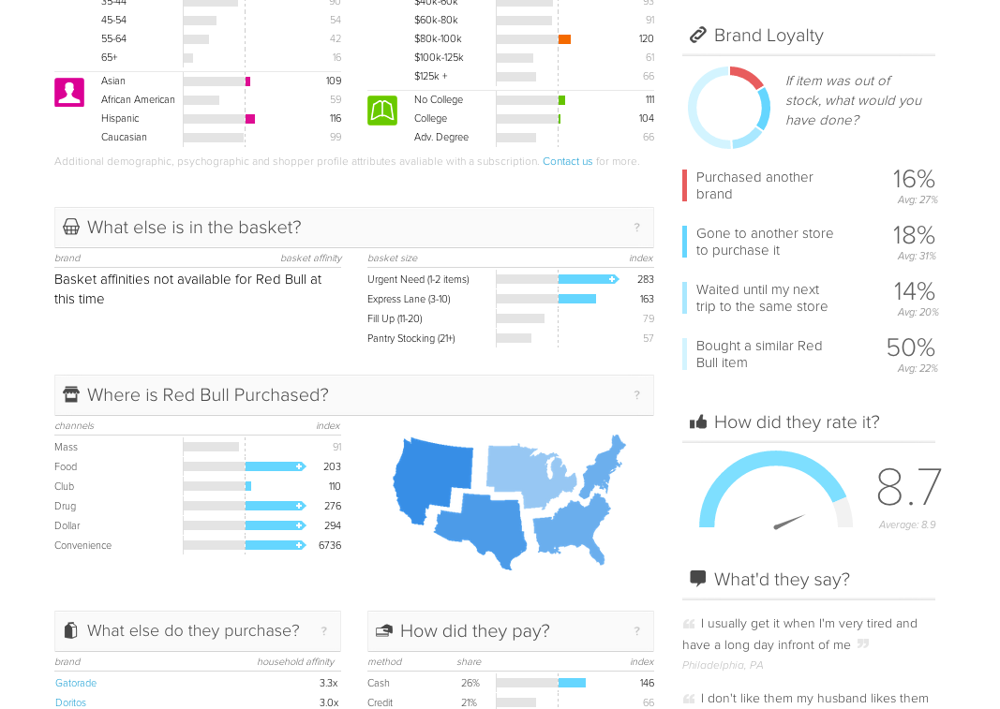 35-44 90
45-54 54
55-64 42
65+ 16
Asian 109
African American 59
Hispanic 116
Caucasian 99
$40k-60k 93
$60k-80k 91
$80k-100k 120
$100k-125k 61
$125k + 66
No College 111
College 104
Adv. Degree 66
Additional demographic, psychographic and shopper profile attributes avaliable with a subscription. Contact us for more.
What else is in the basket? ?
brand basket affinity
Basket affinities not available for Red Bull at
this time
basket size index
Urgent Need (1-2 items) 283
Express Lane (3-10) 163
Fill Up (11-20) 79
Pantry Stocking (21+) 57
Where is Red Bull Purchased? ?
channels index
Mass 91
Food 203
Club 110
Drug 276
Dollar 294
Convenience 6736
What else do they purchase? ?
brand household affinity
Gatorade 3.3x
Doritos 3.0x
How did they pay? ?
method share index
Cash 26% 146
Credit 21% 66
Brand Loyalty
If item was out of
stock, what would you
have done?
Purchased another
brand
16%
Avg: 27%
Gone to another store
to purchase it
18%
Avg: 31%
Waited until my next
trip to the same store
14%
Avg: 20%
Bought a similar Red
Bull item
50%
Avg: 22%
How did they rate it?
8.7
Average: 8.9
What'd they say?
“ I usually get it when I'm very tired and
have a long day infront of me ”
Philadelphia, PA
“ I don't like them my husband likes them